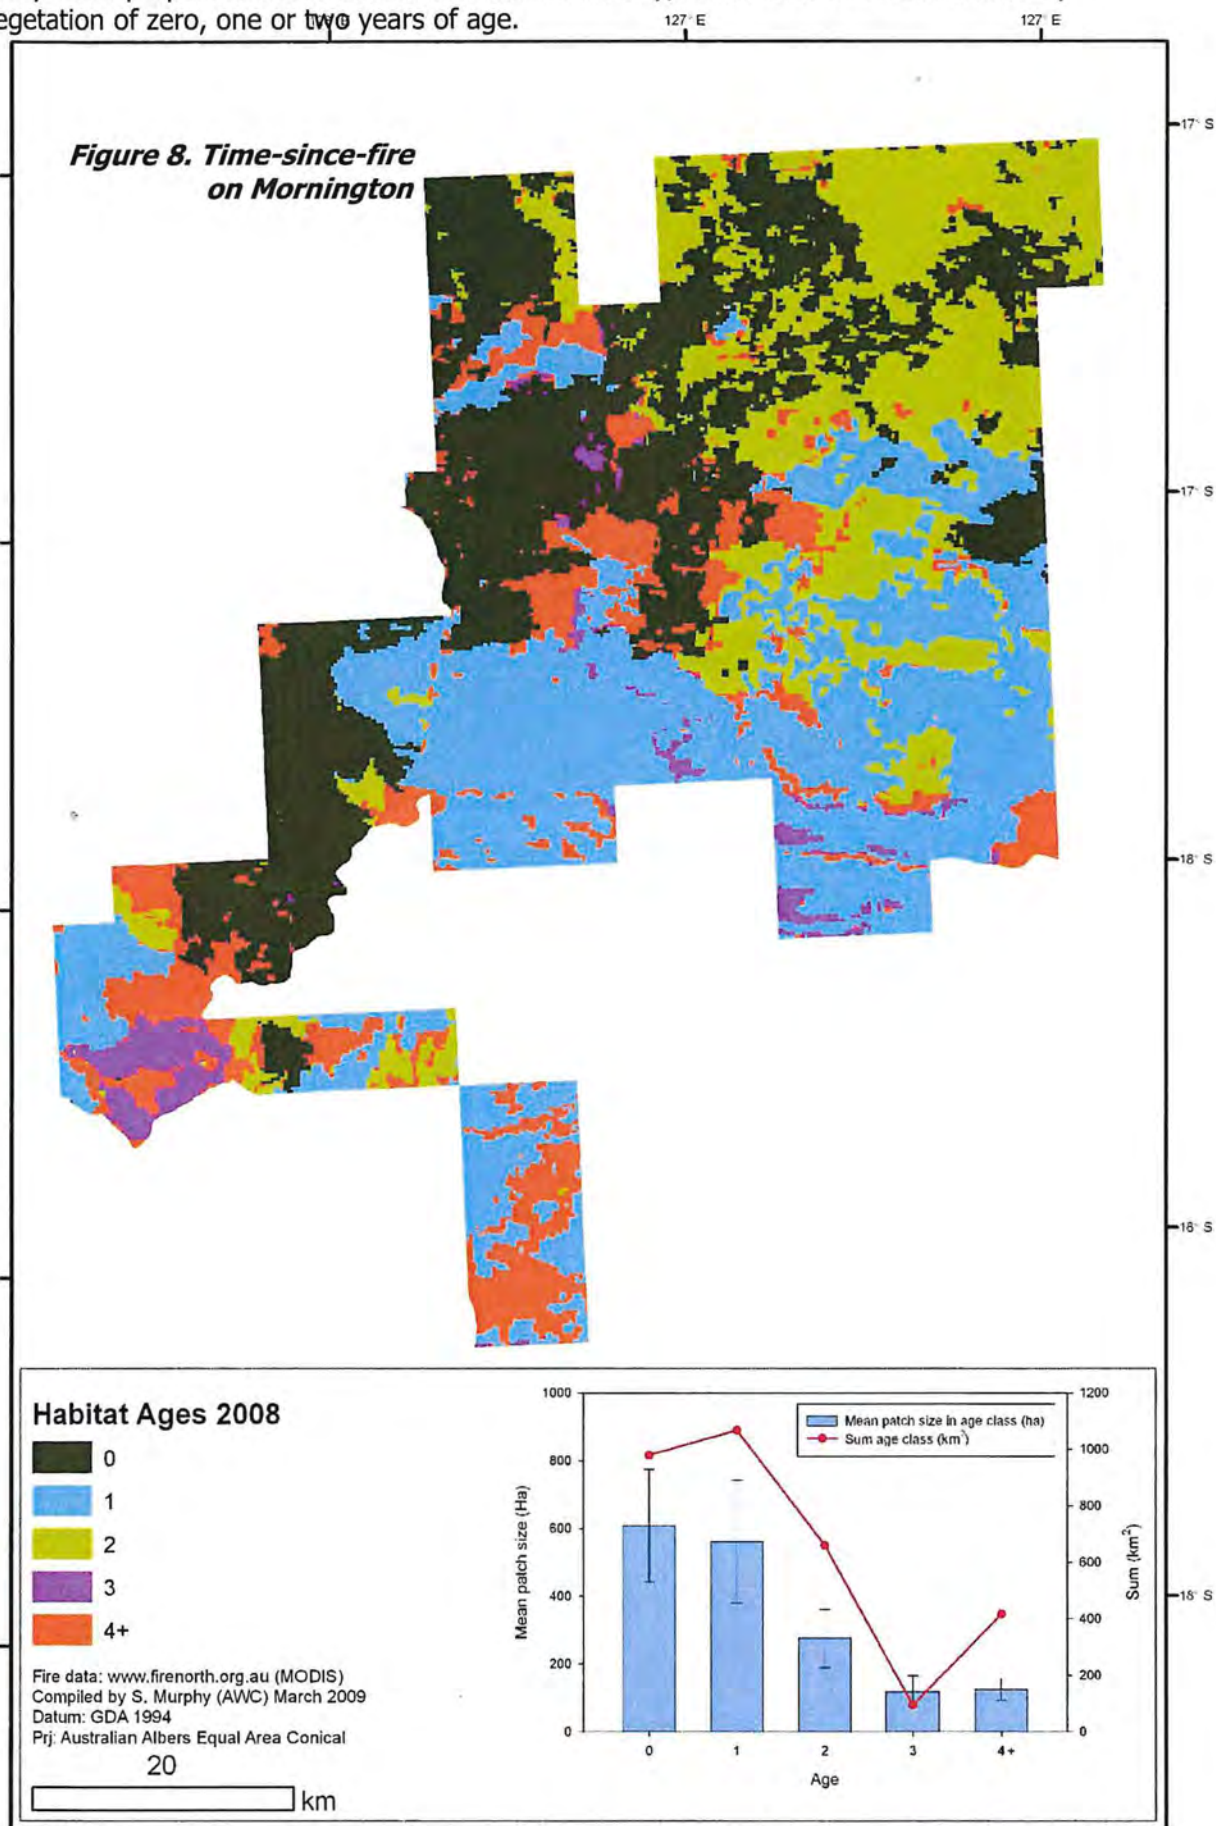 egetation of zero, one or two years of age.
127° E
127° E
17° S
Figure 8. Time-since-fire
on Mornington
17° S
18° S
18° S
18° S
Habitat Ages 2008
0
1
2
3
4+
Fire data: www.firenorth.org.au (MODIS)
Compiled by S. Murphy (AWC) March 2009
Datum: GDA 1994
Prj: Australian Albers Equal Area Conical
20
km
Mean patch size in age class (ha)
Sum age class (km²)
Mean patch size (Ha)
1000
800
600
400
200
0
Sum (km²)
1200
1000
800
600
400
200
0
0 1 2 3 4+
Age